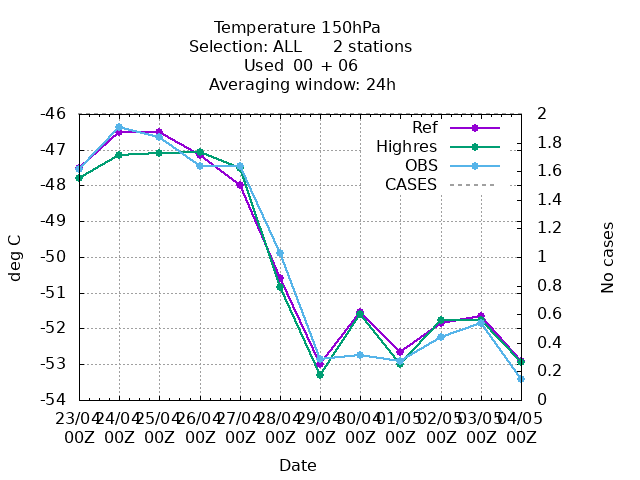 Temperature 150hPa
Selection: ALL 2 stations
Used 00 + 06
Averaging window: 24h
-46
-47
-48
-49
-50
-51
-52
-53
-54
deg C
2
1.8
1.6
1.4
1.2
1
0.8
0.6
0.4
0.2
0
No cases
Ref
Highres
OBS
CASES
23/04 24/04 25/04 26/04 27/04 28/04 29/04 30/04 01/05 02/05 03/05 04/05
00Z 00Z 00Z 00Z 00Z 00Z 00Z 00Z 00Z 00Z 00Z 00Z
Date